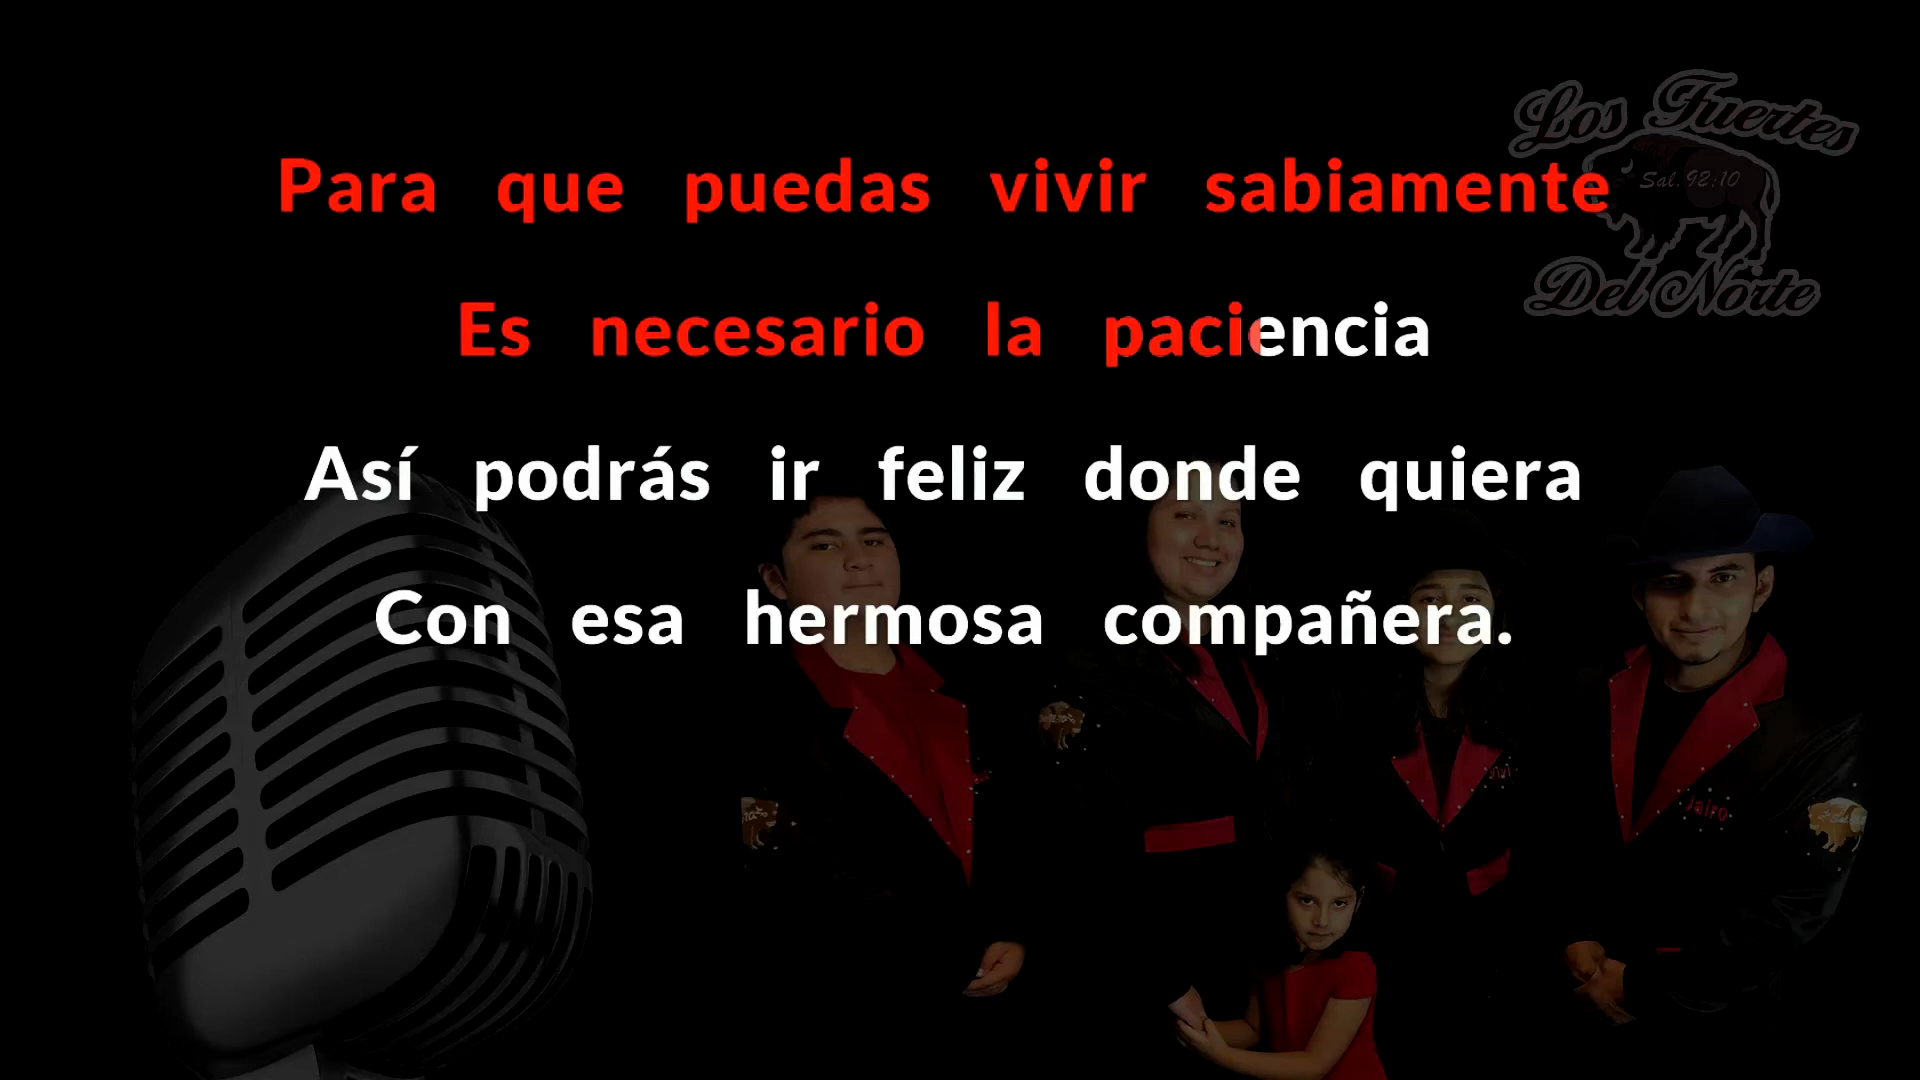 Los Fuertes
Sal. 92:10
Del Norte
Para que puedas vivir sabiamente
Es necesario la paciencia
Así podrás ir feliz donde quiera
Con esa hermosa compañera.
Jairo